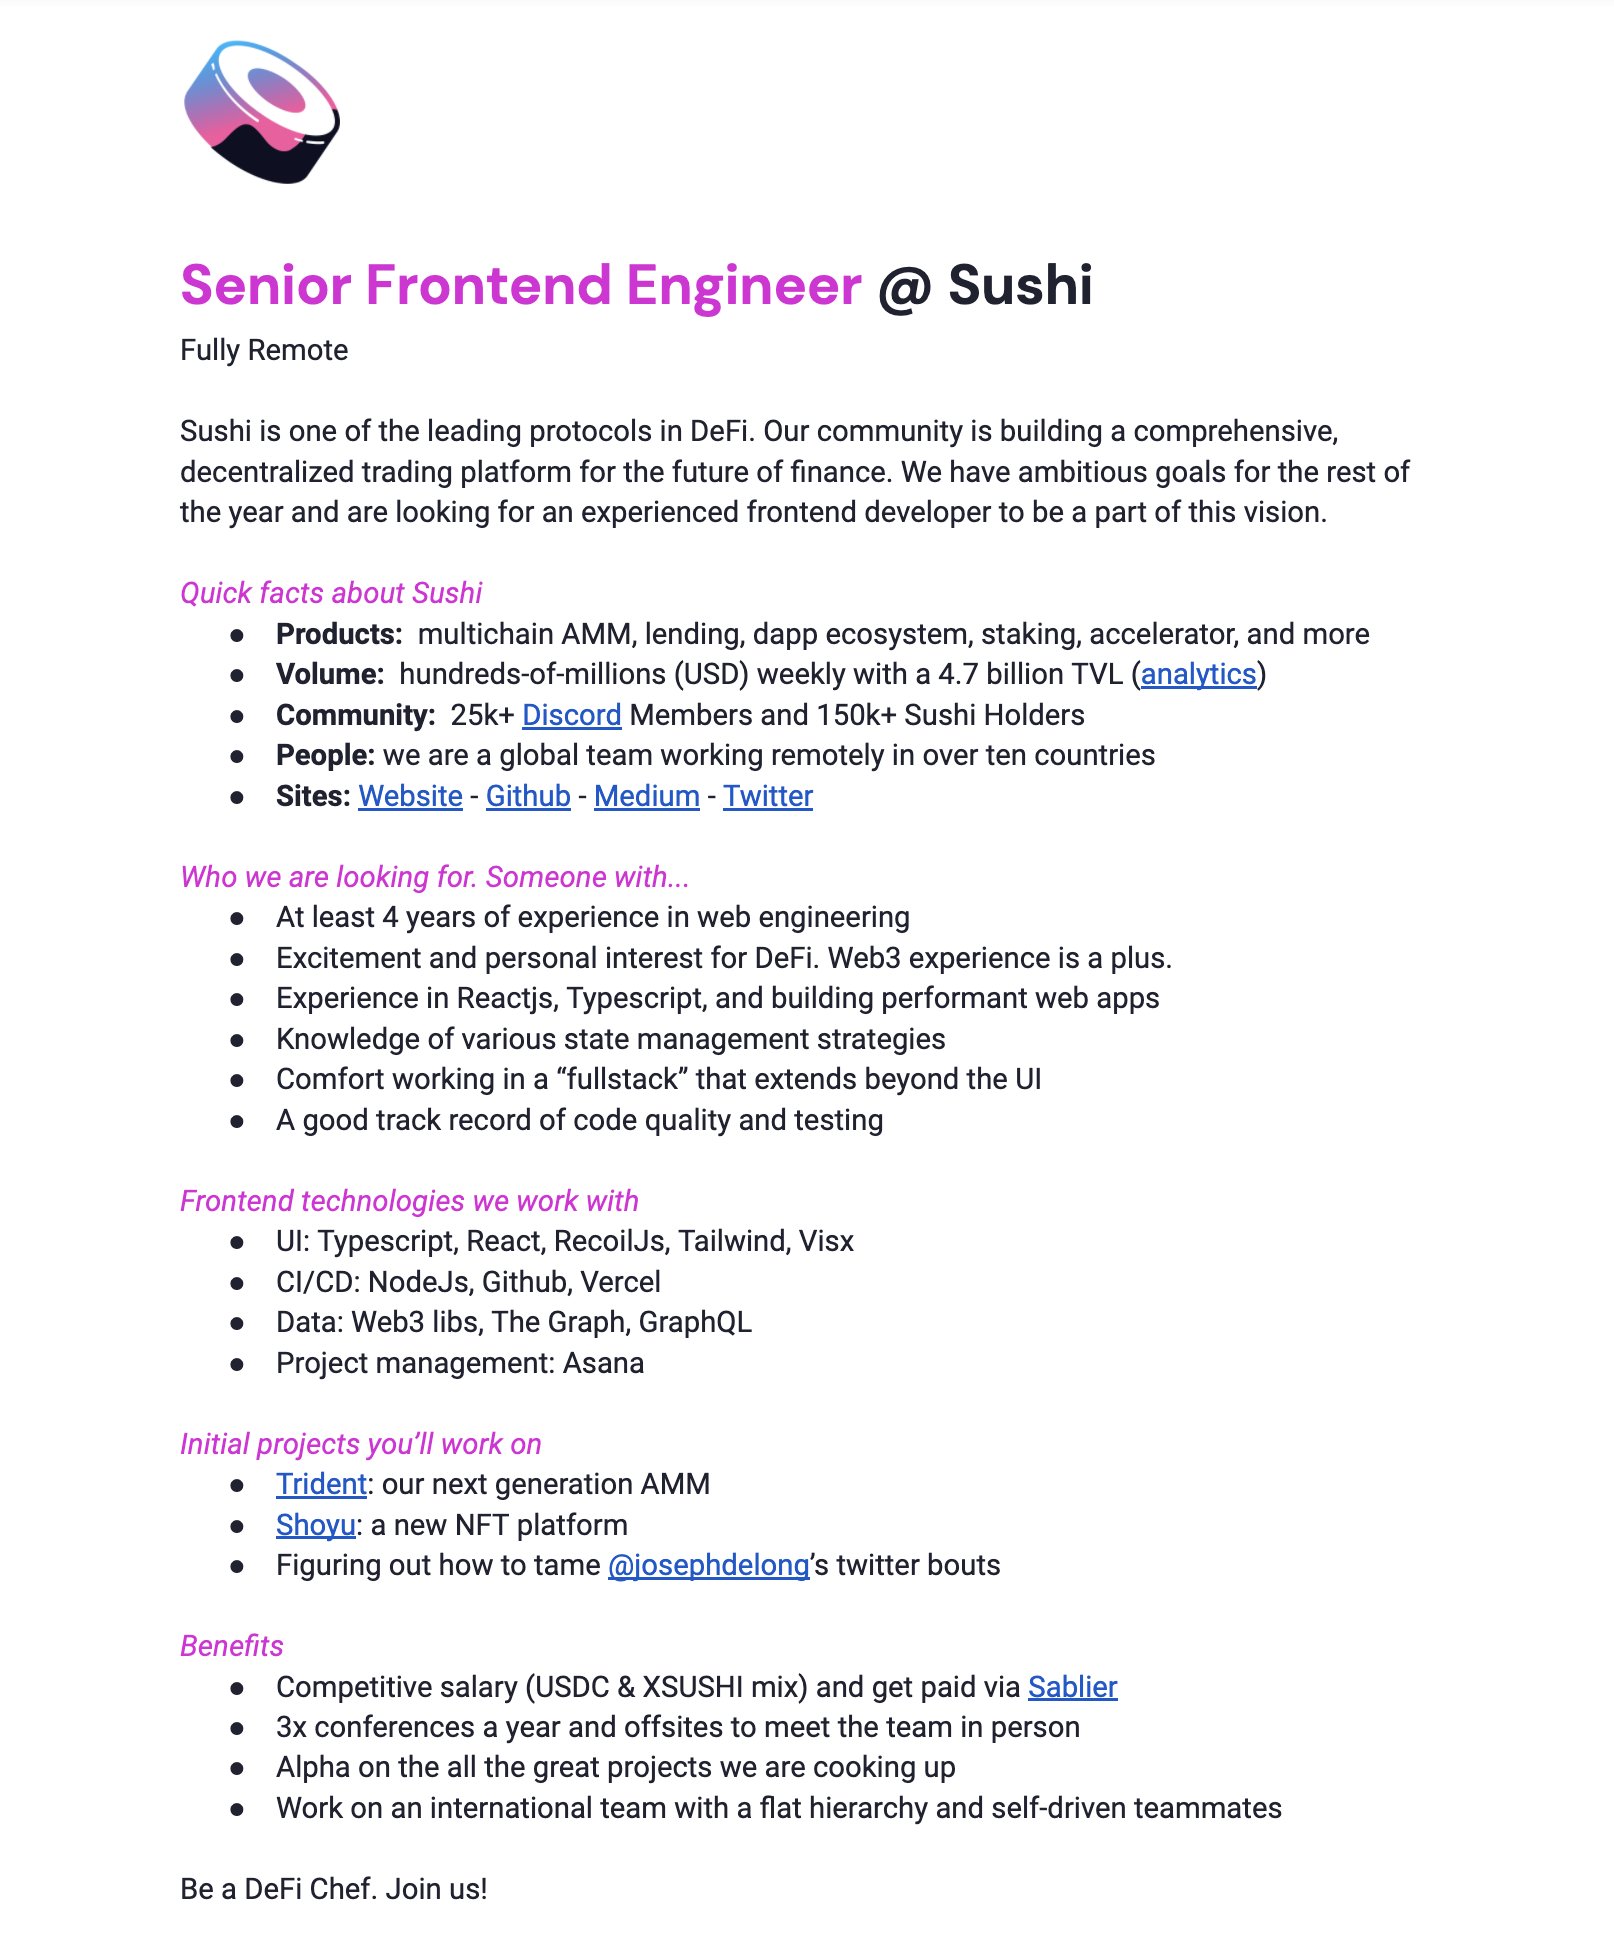 Senior Frontend Engineer @ Sushi
Fully Remote
Sushi is one of the leading protocols in DeFi. Our community is building a comprehensive,
decentralized trading platform for the future of finance. We have ambitious goals for the rest of
the year and are looking for an experienced frontend developer to be a part of this vision.
Quick facts about Sushi
● Products:  multichain AMM, lending, dapp ecosystem, staking, accelerator, and more
● Volume:  hundreds-of-millions (USD) weekly with a 4.7 billion TVL (analytics)
● Community:  25k+ Discord Members and 150k+ Sushi Holders
● People: we are a global team working remotely in over ten countries
● Sites: Website - Github - Medium - Twitter
Who we are looking for. Someone with...
● At least 4 years of experience in web engineering
● Excitement and personal interest for DeFi. Web3 experience is a plus.
● Experience in Reactjs, Typescript, and building performant web apps
● Knowledge of various state management strategies
● Comfort working in a “fullstack” that extends beyond the UI
● A good track record of code quality and testing
Frontend technologies we work with
● UI: Typescript, React, RecoilJs, Tailwind, Visx
● CI/CD: NodeJs, Github, Vercel
● Data: Web3 libs, The Graph, GraphQL
● Project management: Asana
Initial projects you’ll work on
● Trident: our next generation AMM
● Shoyu: a new NFT platform
● Figuring out how to tame @josephdelong’s twitter bouts
Benefits
● Competitive salary (USDC & XSUSHI mix) and get paid via Sablier
● 3x conferences a year and offsites to meet the team in person
● Alpha on the all the great projects we are cooking up
● Work on an international team with a flat hierarchy and self-driven teammates
Be a DeFi Chef. Join us!